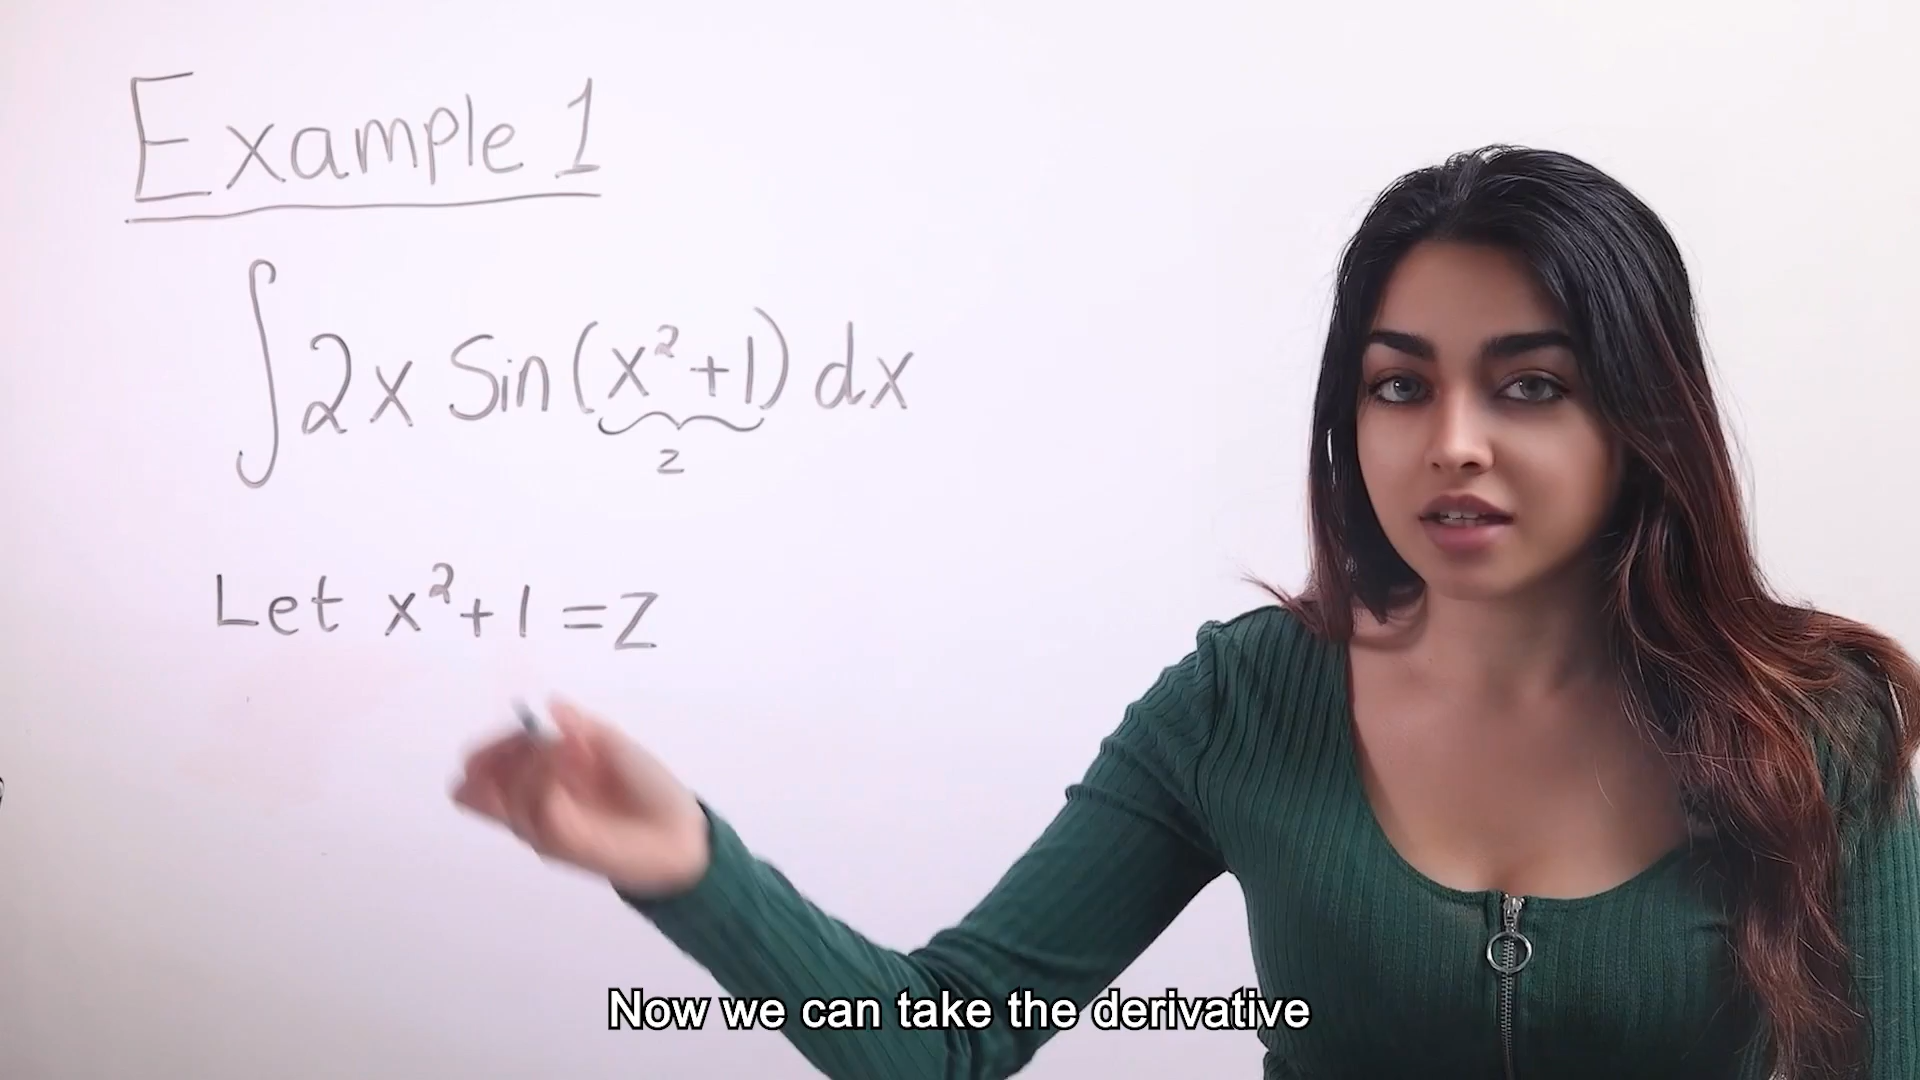 Example 1
∫2x Sin (x²+1) dx
z
Let x²+1 = Z
Now we can take the derivative